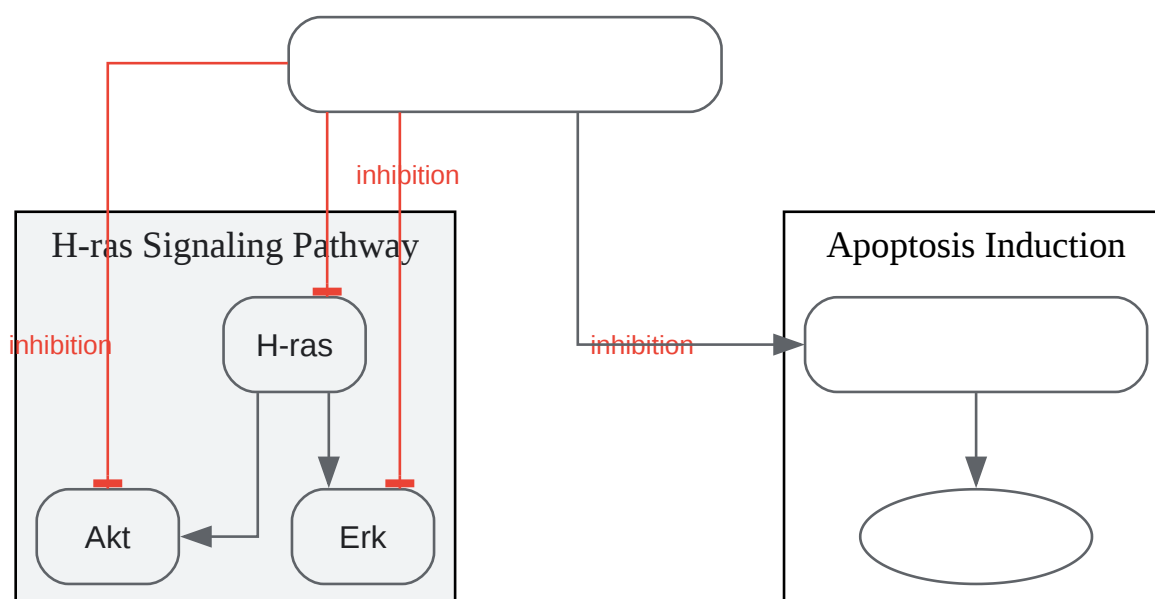 inhibition
H-ras Signaling Pathway
Apoptosis Induction
H-ras
inhibition
inhibition
Akt
Erk